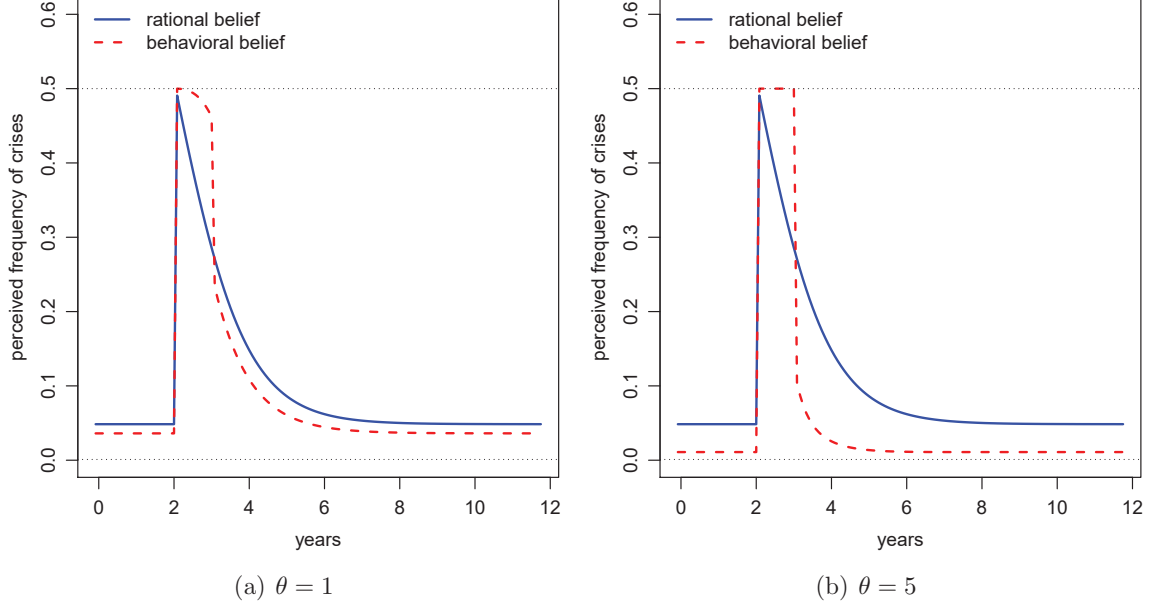 rational belief
behavioral belief
perceived frequency of crises
0.0 0.1 0.2 0.3 0.4 0.5 0.6
0 2 4 6 8 10 12
years
(a) θ = 1
rational belief
behavioral belief
perceived frequency of crises
0.0 0.1 0.2 0.3 0.4 0.5 0.6
0 2 4 6 8 10 12
years
(b) θ = 5